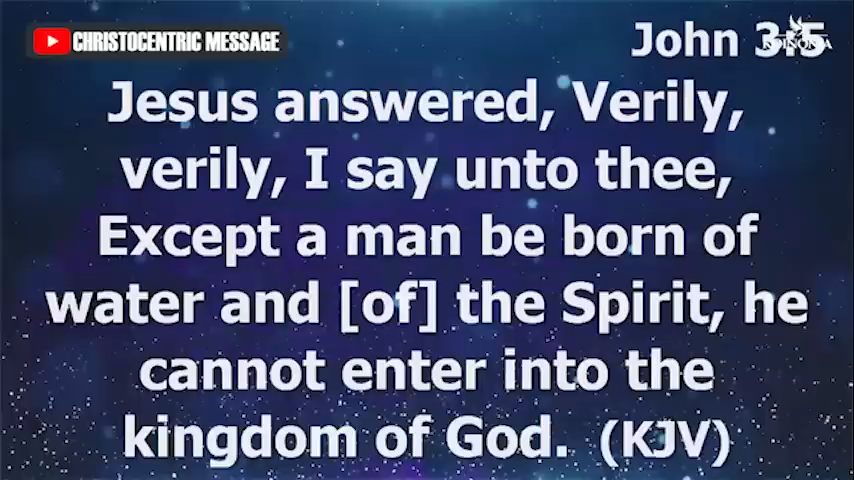 CHRISTOCENTRIC MESSAGE
John 3:5
KOINONIA
Jesus answered, Verily,
verily, I say unto thee,
Except a man be born of
water and [of] the Spirit, he
cannot enter into the
kingdom of God. (KJV)